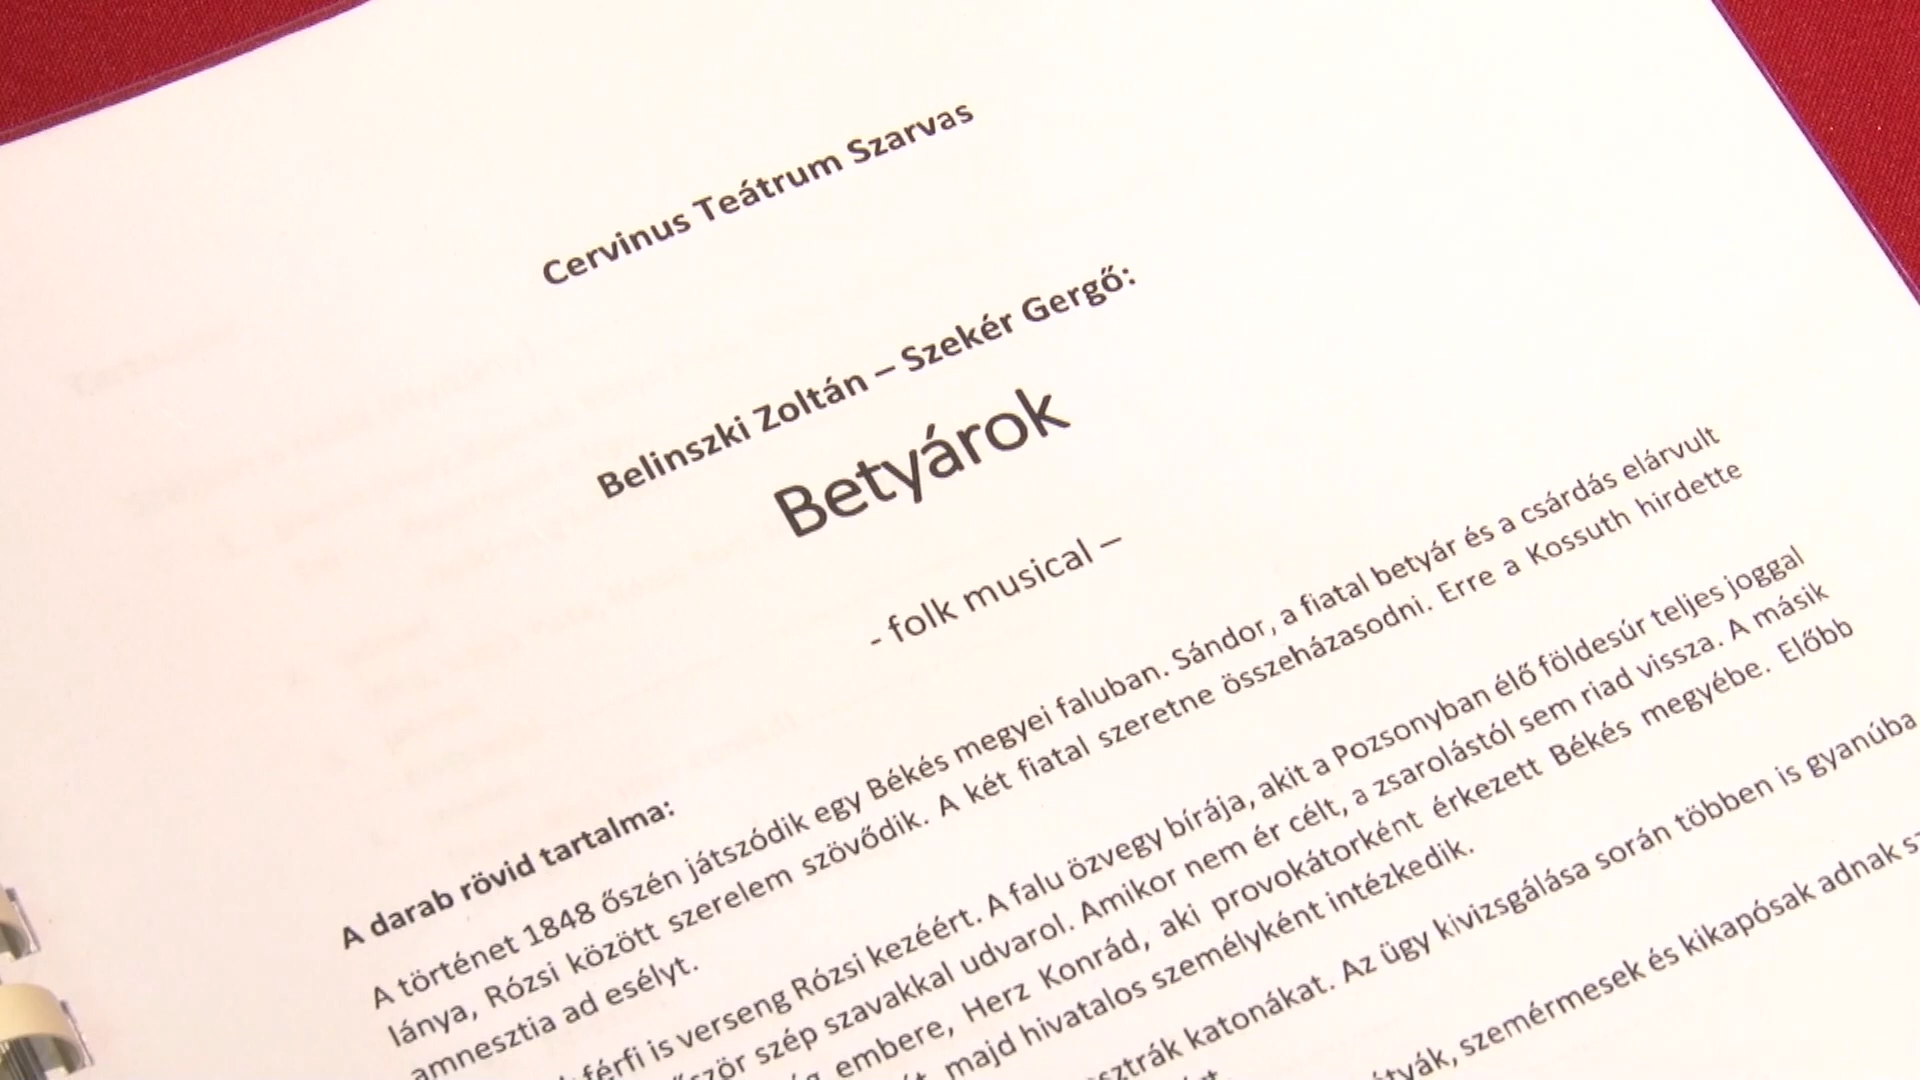 Cervinus Teátrum Szarvas
Belinszki Zoltán – Szekér Gergő:
Betyárok
- folk musical –
A darab rövid tartalma:
A történet 1848 őszén játszódik egy Békés megyei faluban. Sándor, a fiatal betyár és a csárdás elárvult
lánya, Rózsi között szerelem szövődik. A két fiatal szeretne összeházasodni. Erre a Kossuth hirdette
amnesztia ad esélyt.
férfi is verseng Rózsi kezéért. A falu özvegy bírája, akit a Pozsonyban élő földesúr teljes joggal
szép szavakkal udvarol. Amikor nem ér célt, a zsarolástól sem riad vissza. A másik
embere, Herz Konrád, aki provokátorként érkezett Békés megyébe. Előbb
majd hivatalos személyként intézkedik.
katonákat. Az ügy kivizsgálása során többen is gyanúba
szemérmesek és kikapósak adnak